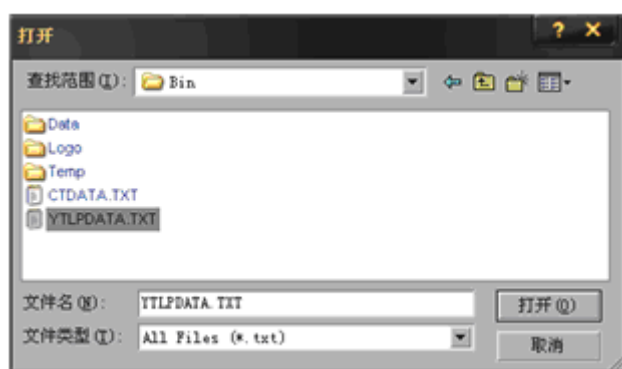 打开
? ×
查找范围(I): Bin
Data
Logo
Temp
CTDATA.TXT
YTLPDATA.TXT
文件名(N): YTLPDATA.TXT 打开(O)
文件类型(T): All Files (*.txt) 取消